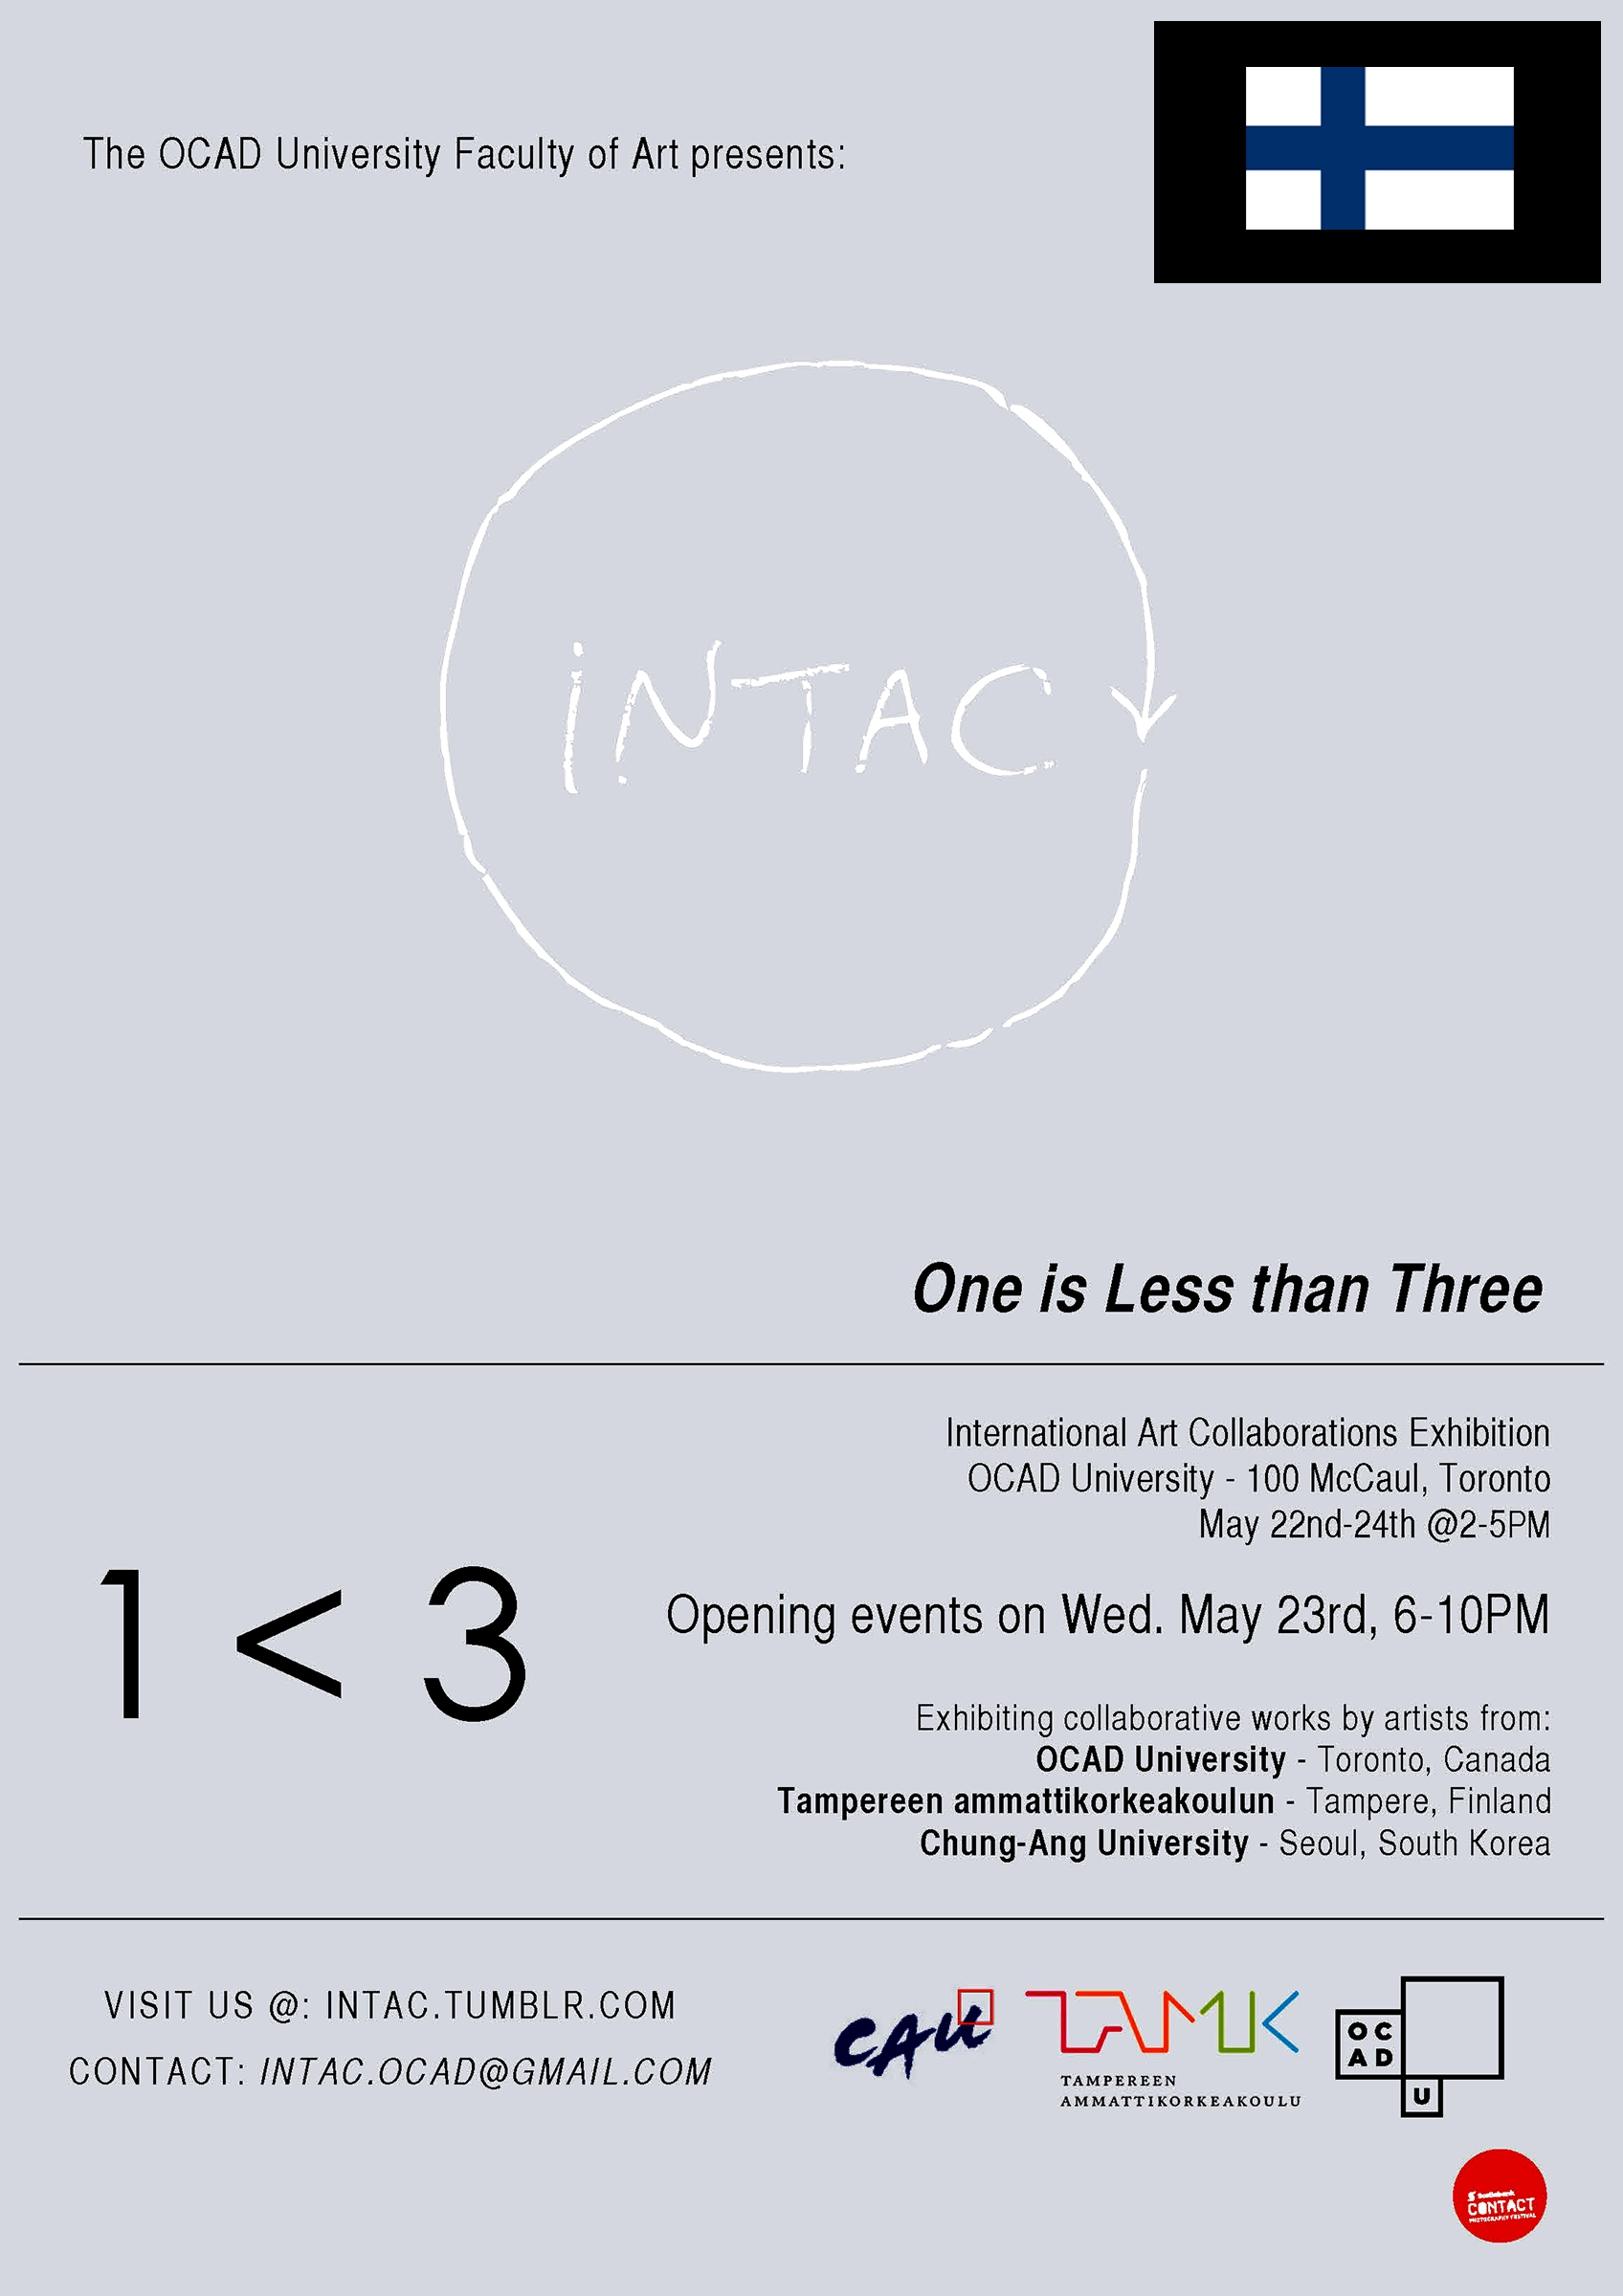 The OCAD University Faculty of Art presents:
iNTAC
One is Less than Three
International Art Collaborations Exhibition
OCAD University - 100 McCaul, Toronto
May 22nd-24th @2-5PM
1 < 3
Opening events on Wed. May 23rd, 6-10PM
Exhibiting collaborative works by artists from:
OCAD University - Toronto, Canada
Tampereen ammattikorkeakoulun - Tampere, Finland
Chung-Ang University - Seoul, South Korea
VISIT US @: INTAC.TUMBLR.COM
CONTACT: INTAC.OCAD@GMAIL.COM
CAU
TAMK
TAMPEREEN
AMMATTIKORKEAKOULU
OC
AD
U
Scotiabank
CONTACT
PHOTOGRAPHY FESTIVAL